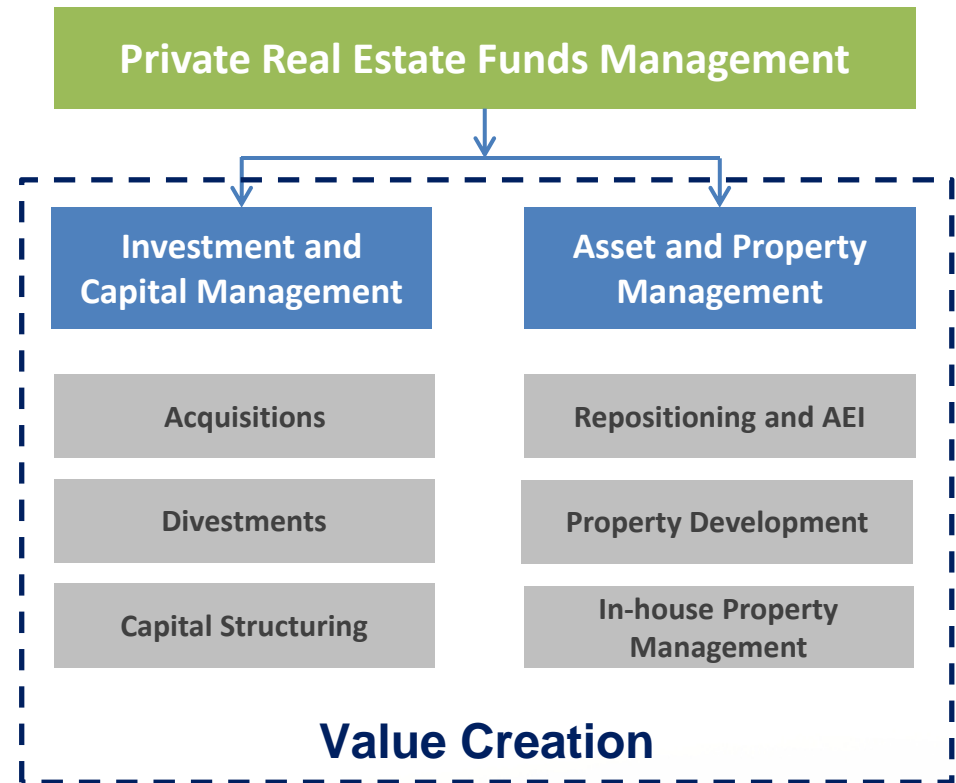 Private Real Estate Funds Management
Investment and
Capital Management
Acquisitions
Divestments
Capital Structuring
Asset and Property
Management
Repositioning and AEI
Property Development
In-house Property
Management
Value Creation